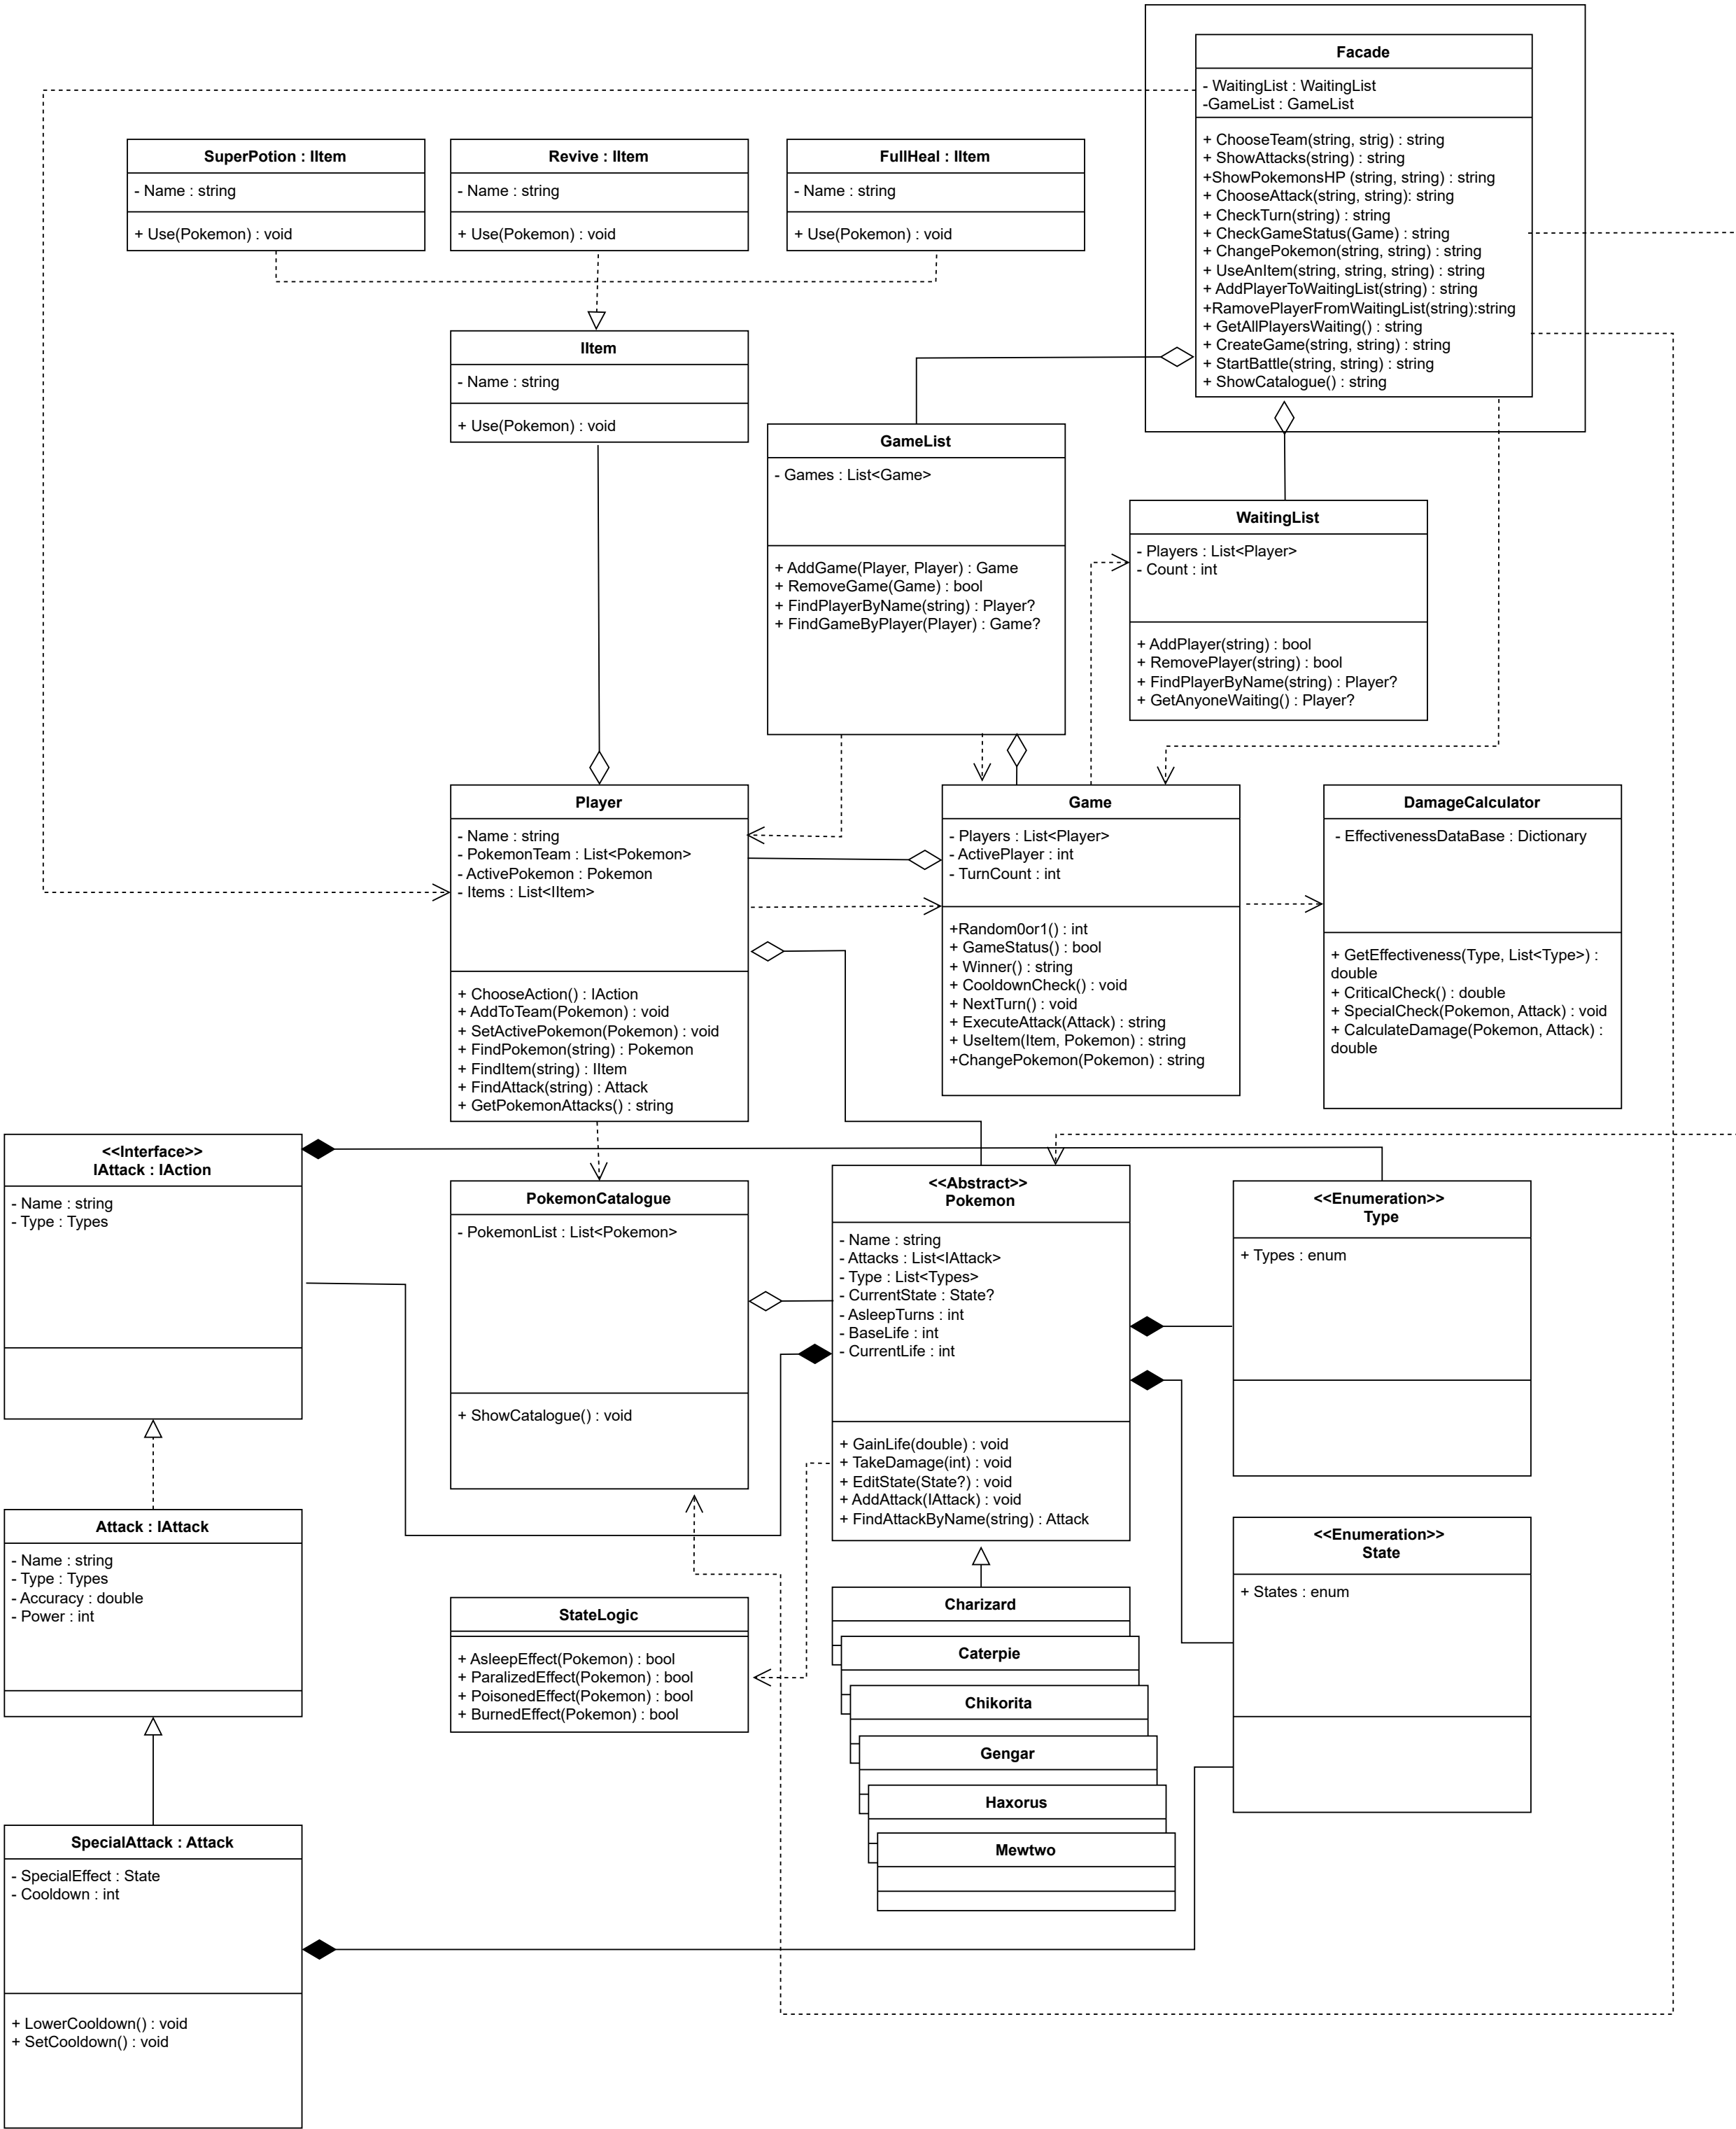 Facade
- WaitingList : WaitingList
-GameList : GameList
+ ChooseTeam(string, strig) : string
+ ShowAttacks(string) : string
+ShowPokemonsHP (string, string) : string
+ ChooseAttack(string, string): string
+ CheckTurn(string) : string
+ CheckGameStatus(Game) : string
+ ChangePokemon(string, string) : string
+ UseAnItem(string, string, string) : string
+ AddPlayerToWaitingList(string) : string
+RamovePlayerFromWaitingList(string):string
+ GetAllPlayersWaiting() : string
+ CreateGame(string, string) : string
+ StartBattle(string, string) : string
+ ShowCatalogue() : string
SuperPotion : IItem
- Name : string
+ Use(Pokemon) : void
Revive : IItem
- Name : string
+ Use(Pokemon) : void
FullHeal : IItem
- Name : string
+ Use(Pokemon) : void
IItem
- Name : string
+ Use(Pokemon) : void
GameList
- Games : List<Game>
+ AddGame(Player, Player) : Game
+ RemoveGame(Game) : bool
+ FindPlayerByName(string) : Player?
+ FindGameByPlayer(Player) : Game?
WaitingList
- Players : List<Player>
- Count : int
+ AddPlayer(string) : bool
+ RemovePlayer(string) : bool
+ FindPlayerByName(string) : Player?
+ GetAnyoneWaiting() : Player?
Player
- Name : string
- PokemonTeam : List<Pokemon>
- ActivePokemon : Pokemon
- Items : List<IItem>
+ ChooseAction() : IAction
+ AddToTeam(Pokemon) : void
+ SetActivePokemon(Pokemon) : void
+ FindPokemon(string) : Pokemon
+ FindItem(string) : IItem
+ FindAttack(string) : Attack
+ GetPokemonAttacks() : string
Game
- Players : List<Player>
- ActivePlayer : int
- TurnCount : int
+Random0or1() : int
+ GameStatus() : bool
+ Winner() : string
+ CooldownCheck() : void
+ NextTurn() : void
+ ExecuteAttack(Attack) : string
+ UseItem(Item, Pokemon) : string
+ChangePokemon(Pokemon) : string
DamageCalculator
- EffectivenessDataBase : Dictionary
+ GetEffectiveness(Type, List<Type>) :
double
+ CriticalCheck() : double
+ SpecialCheck(Pokemon, Attack) : void
+ CalculateDamage(Pokemon, Attack) :
double
<<Interface>>
IAttack : IAction
- Name : string
- Type : Types
PokemonCatalogue
- PokemonList : List<Pokemon>
+ ShowCatalogue() : void
<<Abstract>>
Pokemon
- Name : string
- Attacks : List<IAttack>
- Type : List<Types>
- CurrentState : State?
- AsleepTurns : int
- BaseLife : int
- CurrentLife : int
+ GainLife(double) : void
+ TakeDamage(int) : void
+ EditState(State?) : void
+ AddAttack(IAttack) : void
+ FindAttackByName(string) : Attack
<<Enumeration>>
Type
+ Types : enum
Attack : IAttack
- Name : string
- Type : Types
- Accuracy : double
- Power : int
<<Enumeration>>
State
+ States : enum
StateLogic
+ AsleepEffect(Pokemon) : bool
+ ParalizedEffect(Pokemon) : bool
+ PoisonedEffect(Pokemon) : bool
+ BurnedEffect(Pokemon) : bool
Charizard
Caterpie
Chikorita
Gengar
Haxorus
Mewtwo
SpecialAttack : Attack
- SpecialEffect : State
- Cooldown : int
+ LowerCooldown() : void
+ SetCooldown() : void